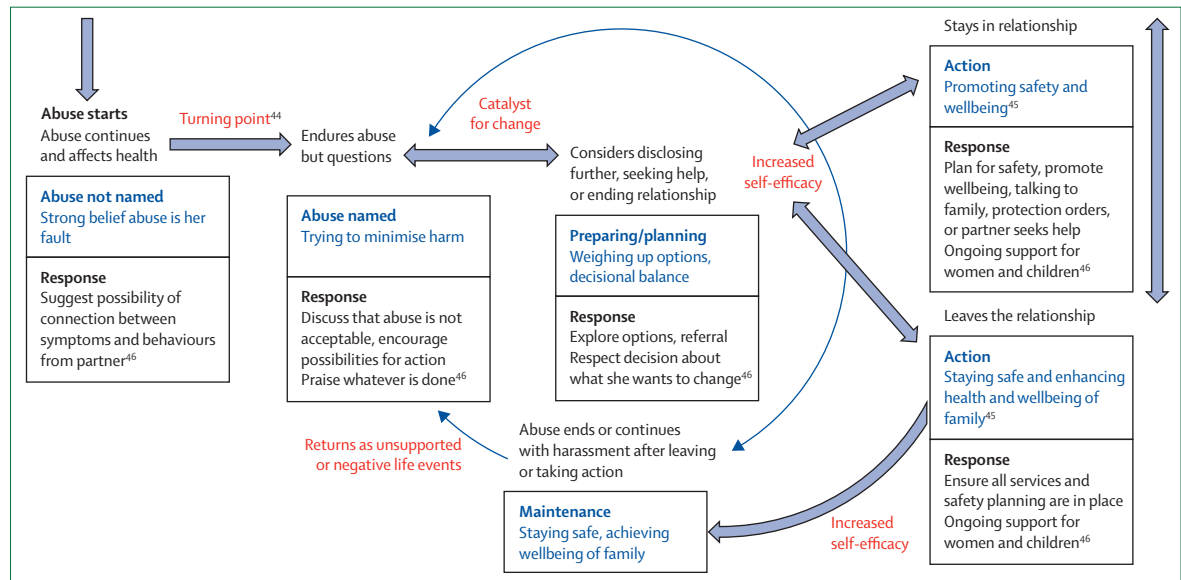 Abuse starts
Abuse continues
and affects health
Turning point⁴⁴
Abuse not named
Strong belief abuse is her
fault
Response
Suggest possibility of
connection between
symptoms and behaviours
from partner⁴⁶
Endures abuse
but questions
Catalyst
for change
Abuse named
Trying to minimise harm
Response
Discuss that abuse is not
acceptable, encourage
possibilities for action
Praise whatever is done⁴⁶
Considers disclosing
further, seeking help,
or ending relationship
Preparing/planning
Weighing up options,
decisional balance
Response
Explore options, referral
Respect decision about
what she wants to change⁴⁶
Increased
self-efficacy
Stays in relationship
Action
Promoting safety and
wellbeing⁴⁵
Response
Plan for safety, promote
wellbeing, talking to
family, protection orders,
or partner seeks help
Ongoing support for
women and children⁴⁶
Leaves the relationship
Action
Staying safe and enhancing
health and wellbeing of
family⁴⁵
Response
Ensure all services and
safety planning are in place
Ongoing support for
women and children⁴⁶
Increased
self-efficacy
Abuse ends or continues
with harassment after leaving
or taking action
Maintenance
Staying safe, achieving
wellbeing of family
Returns as unsupported
or negative life events